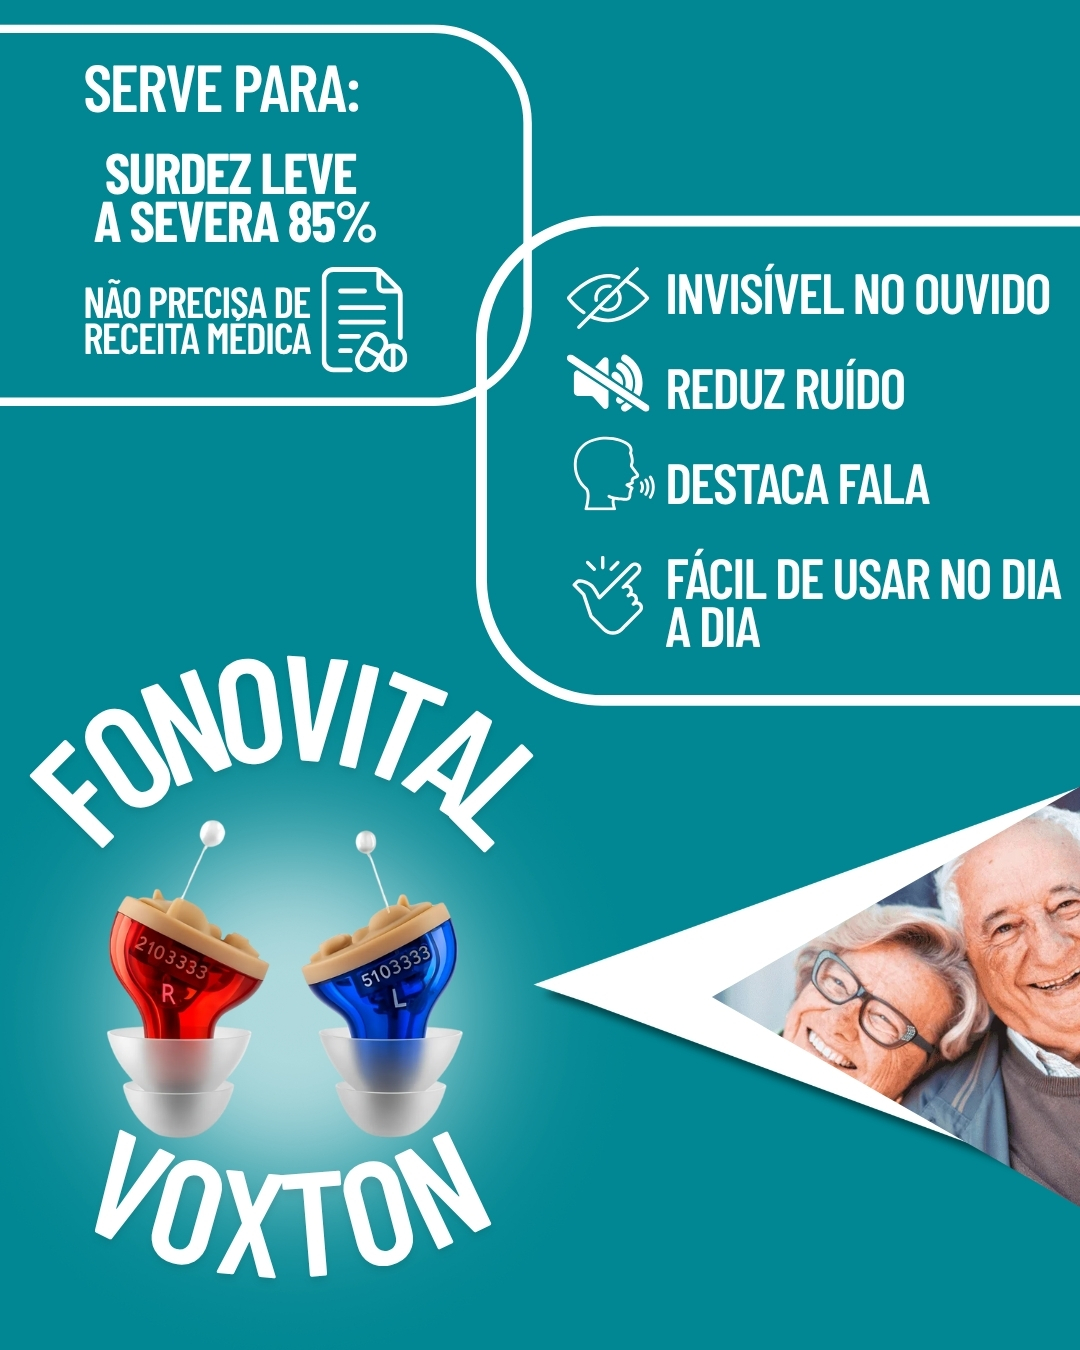 SERVE PARA:
SURDEZ LEVE
A SEVERA 85%
NÃO PRECISA DE
RECEITA MÉDICA
INVISÍVEL NO OUVIDO
REDUZ RUÍDO
DESTACA FALA
FÁCIL DE USAR NO DIA
A DIA
FONOVITAL
2103333
R
5103333
L
VOXTON